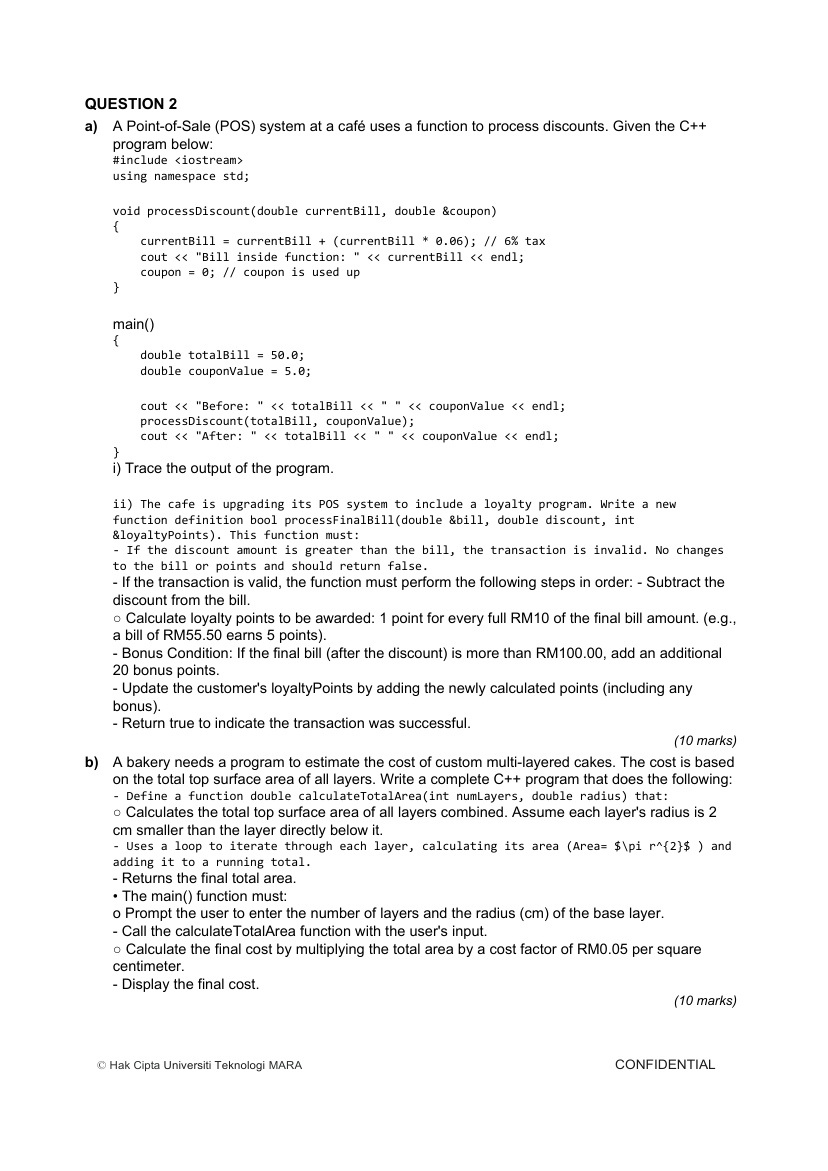 QUESTION 2
a) A Point-of-Sale (POS) system at a café uses a function to process discounts. Given the C++
program below:
#include <iostream>
using namespace std;
void processDiscount(double currentBill, double &coupon)
{
currentBill = currentBill + (currentBill * 0.06); // 6% tax
cout << "Bill inside function: " << currentBill << endl;
coupon = 0; // coupon is used up
}
main()
{
double totalBill = 50.0;
double couponValue = 5.0;
cout << "Before: " << totalBill << " " << couponValue << endl;
processDiscount(totalBill, couponValue);
cout << "After: " << totalBill << " " << couponValue << endl;
}
i) Trace the output of the program.
ii) The cafe is upgrading its POS system to include a loyalty program. Write a new
function definition bool processFinalBill(double &bill, double discount, int
&loyaltyPoints). This function must:
- If the discount amount is greater than the bill, the transaction is invalid. No changes
to the bill or points and should return false.
- If the transaction is valid, the function must perform the following steps in order: - Subtract the
discount from the bill.
○ Calculate loyalty points to be awarded: 1 point for every full RM10 of the final bill amount. (e.g.,
a bill of RM55.50 earns 5 points).
- Bonus Condition: If the final bill (after the discount) is more than RM100.00, add an additional
20 bonus points.
- Update the customer's loyaltyPoints by adding the newly calculated points (including any
bonus).
- Return true to indicate the transaction was successful.
(10 marks)
b) A bakery needs a program to estimate the cost of custom multi-layered cakes. The cost is based
on the total top surface area of all layers. Write a complete C++ program that does the following:
- Define a function double calculateTotalArea(int numLayers, double radius) that:
○ Calculates the total top surface area of all layers combined. Assume each layer's radius is 2
cm smaller than the layer directly below it.
- Uses a loop to iterate through each layer, calculating its area (Area= $\pi r^{2}$ ) and
adding it to a running total.
- Returns the final total area.
• The main() function must:
o Prompt the user to enter the number of layers and the radius (cm) of the base layer.
- Call the calculateTotalArea function with the user's input.
○ Calculate the final cost by multiplying the total area by a cost factor of RM0.05 per square
centimeter.
- Display the final cost.
(10 marks)
© Hak Cipta Universiti Teknologi MARA CONFIDENTIAL